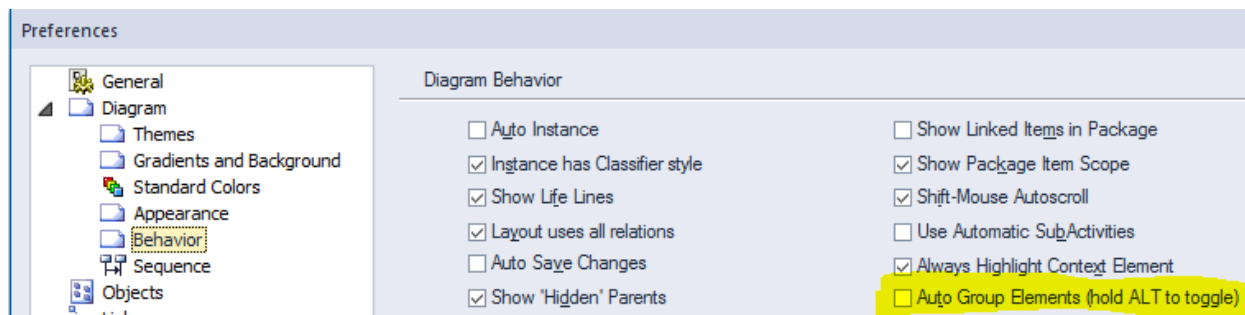 Preferences
General
Diagram
Themes
Gradients and Background
Standard Colors
Appearance
Behavior
Sequence
Objects
Diagram Behavior
Auto Instance
Instance has Classifier style
Show Life Lines
Layout uses all relations
Auto Save Changes
Show 'Hidden' Parents
Show Linked Items in Package
Show Package Item Scope
Shift-Mouse Autoscroll
Use Automatic SubActivities
Always Highlight Context Element
Auto Group Elements (hold ALT to toggle)